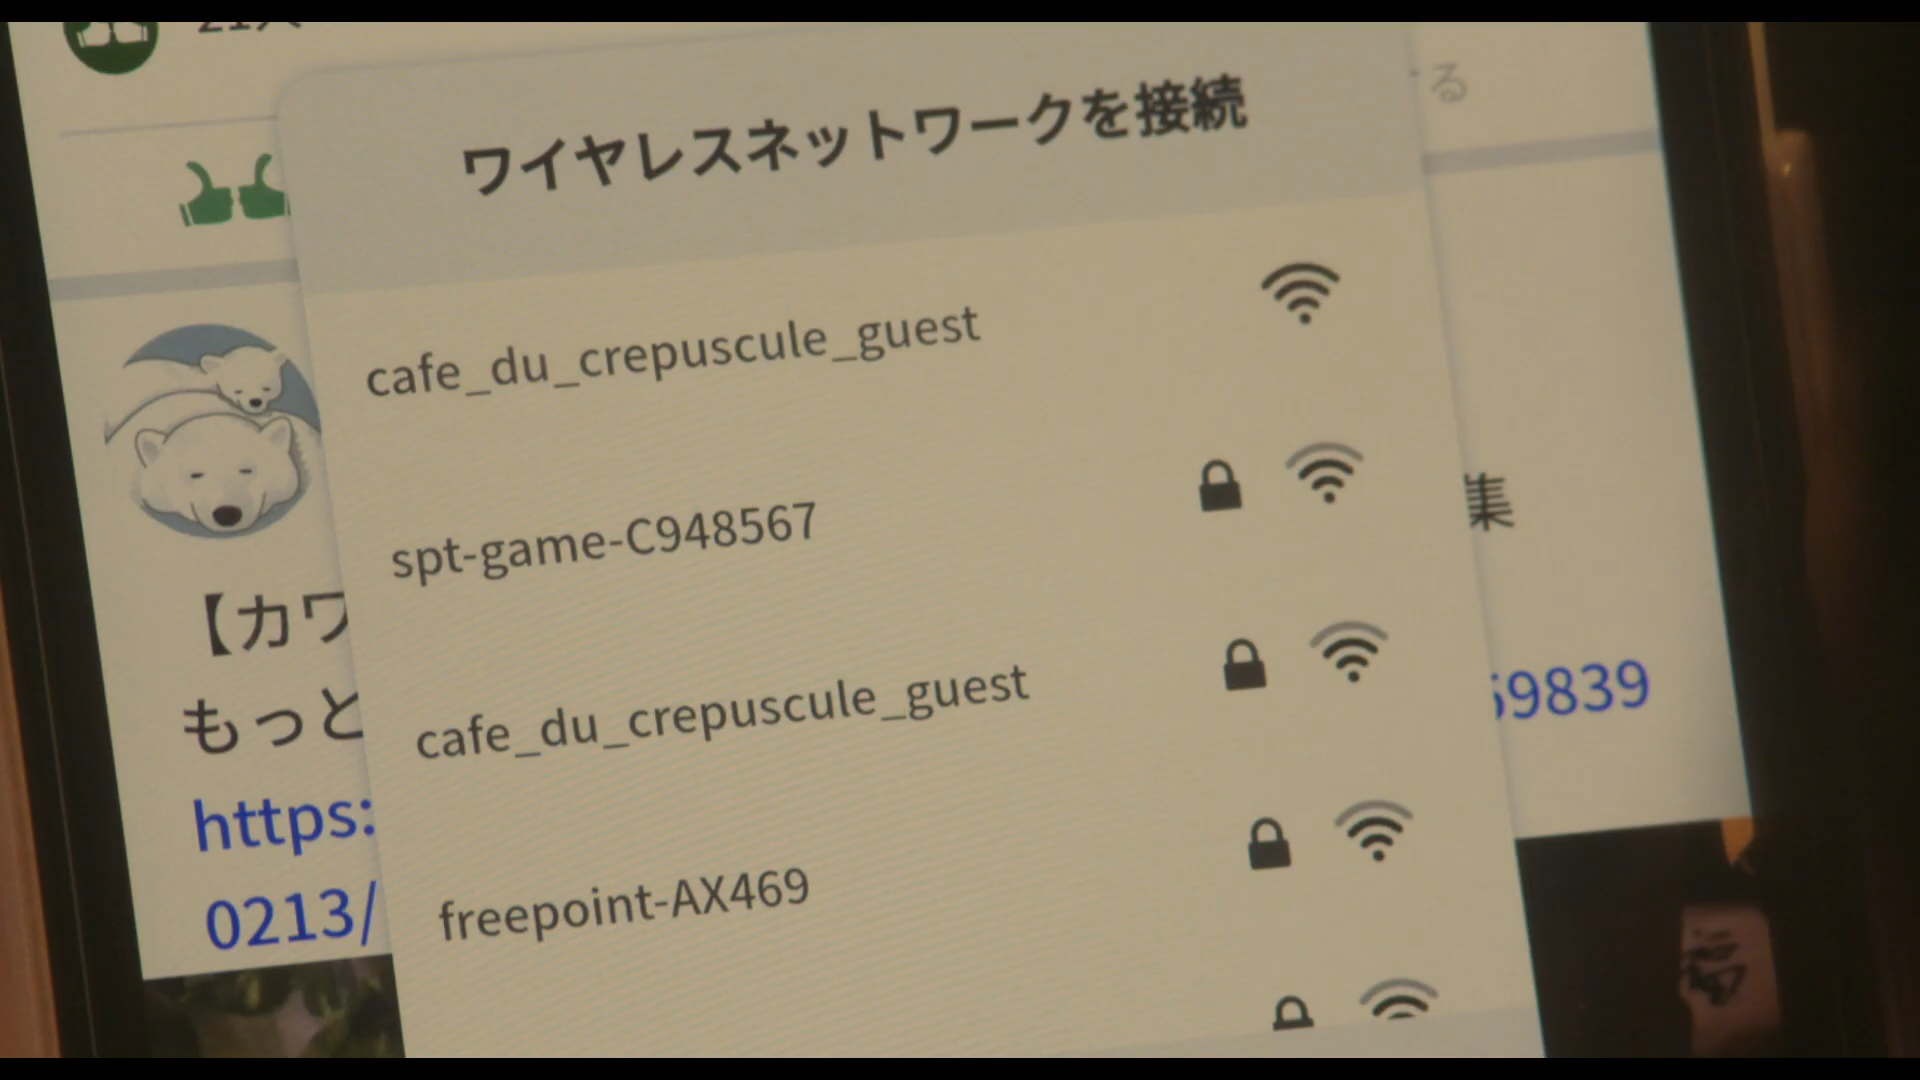 ワイヤレスネットワークを接続
る
cafe_du_crepuscule_guest
spt-game-C948567
集
【カワ
cafe_du_crepuscule_guest
もっと
9839
https:
freepoint-AX469
0213/